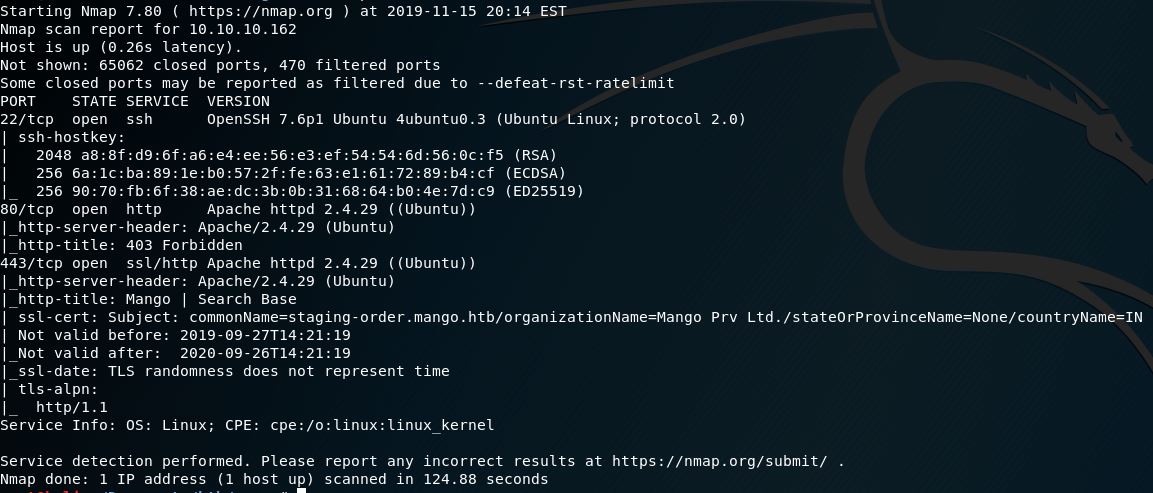 Starting Nmap 7.80 ( https://nmap.org ) at 2019-11-15 20:14 EST
Nmap scan report for 10.10.10.162
Host is up (0.26s latency).
Not shown: 65062 closed ports, 470 filtered ports
Some closed ports may be reported as filtered due to --defeat-rst-ratelimit
PORT    STATE SERVICE  VERSION
22/tcp  open  ssh      OpenSSH 7.6p1 Ubuntu 4ubuntu0.3 (Ubuntu Linux; protocol 2.0)
| ssh-hostkey:
|   2048 a8:8f:d9:6f:a6:e4:ee:56:e3:ef:54:54:6d:56:0c:f5 (RSA)
|   256 6a:1c:ba:89:1e:b0:57:2f:fe:63:e1:61:72:89:b4:cf (ECDSA)
|_  256 90:70:fb:6f:38:ae:dc:3b:0b:31:68:64:b0:4e:7d:c9 (ED25519)
80/tcp  open  http     Apache httpd 2.4.29 ((Ubuntu))
|_http-server-header: Apache/2.4.29 (Ubuntu)
|_http-title: 403 Forbidden
443/tcp open  ssl/http Apache httpd 2.4.29 ((Ubuntu))
|_http-server-header: Apache/2.4.29 (Ubuntu)
|_http-title: Mango | Search Base
| ssl-cert: Subject: commonName=staging-order.mango.htb/organizationName=Mango Prv Ltd./stateOrProvinceName=None/countryName=IN
| Not valid before: 2019-09-27T14:21:19
|_Not valid after:  2020-09-26T14:21:19
|_ssl-date: TLS randomness does not represent time
| tls-alpn:
|_  http/1.1
Service Info: OS: Linux; CPE: cpe:/o:linux:linux_kernel
Service detection performed. Please report any incorrect results at https://nmap.org/submit/ .
Nmap done: 1 IP address (1 host up) scanned in 124.88 seconds